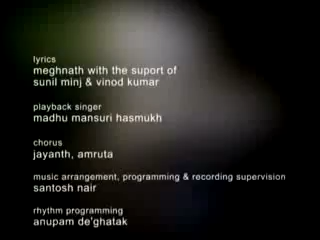 lyrics
meghnath with the suport of
sunil minj & vinod kumar
playback singer
madhu mansuri hasmukh
chorus
jayanth, amruta
music arrangement, programming & recording supervision
santosh nair
rhythm programming
anupam de'ghatak